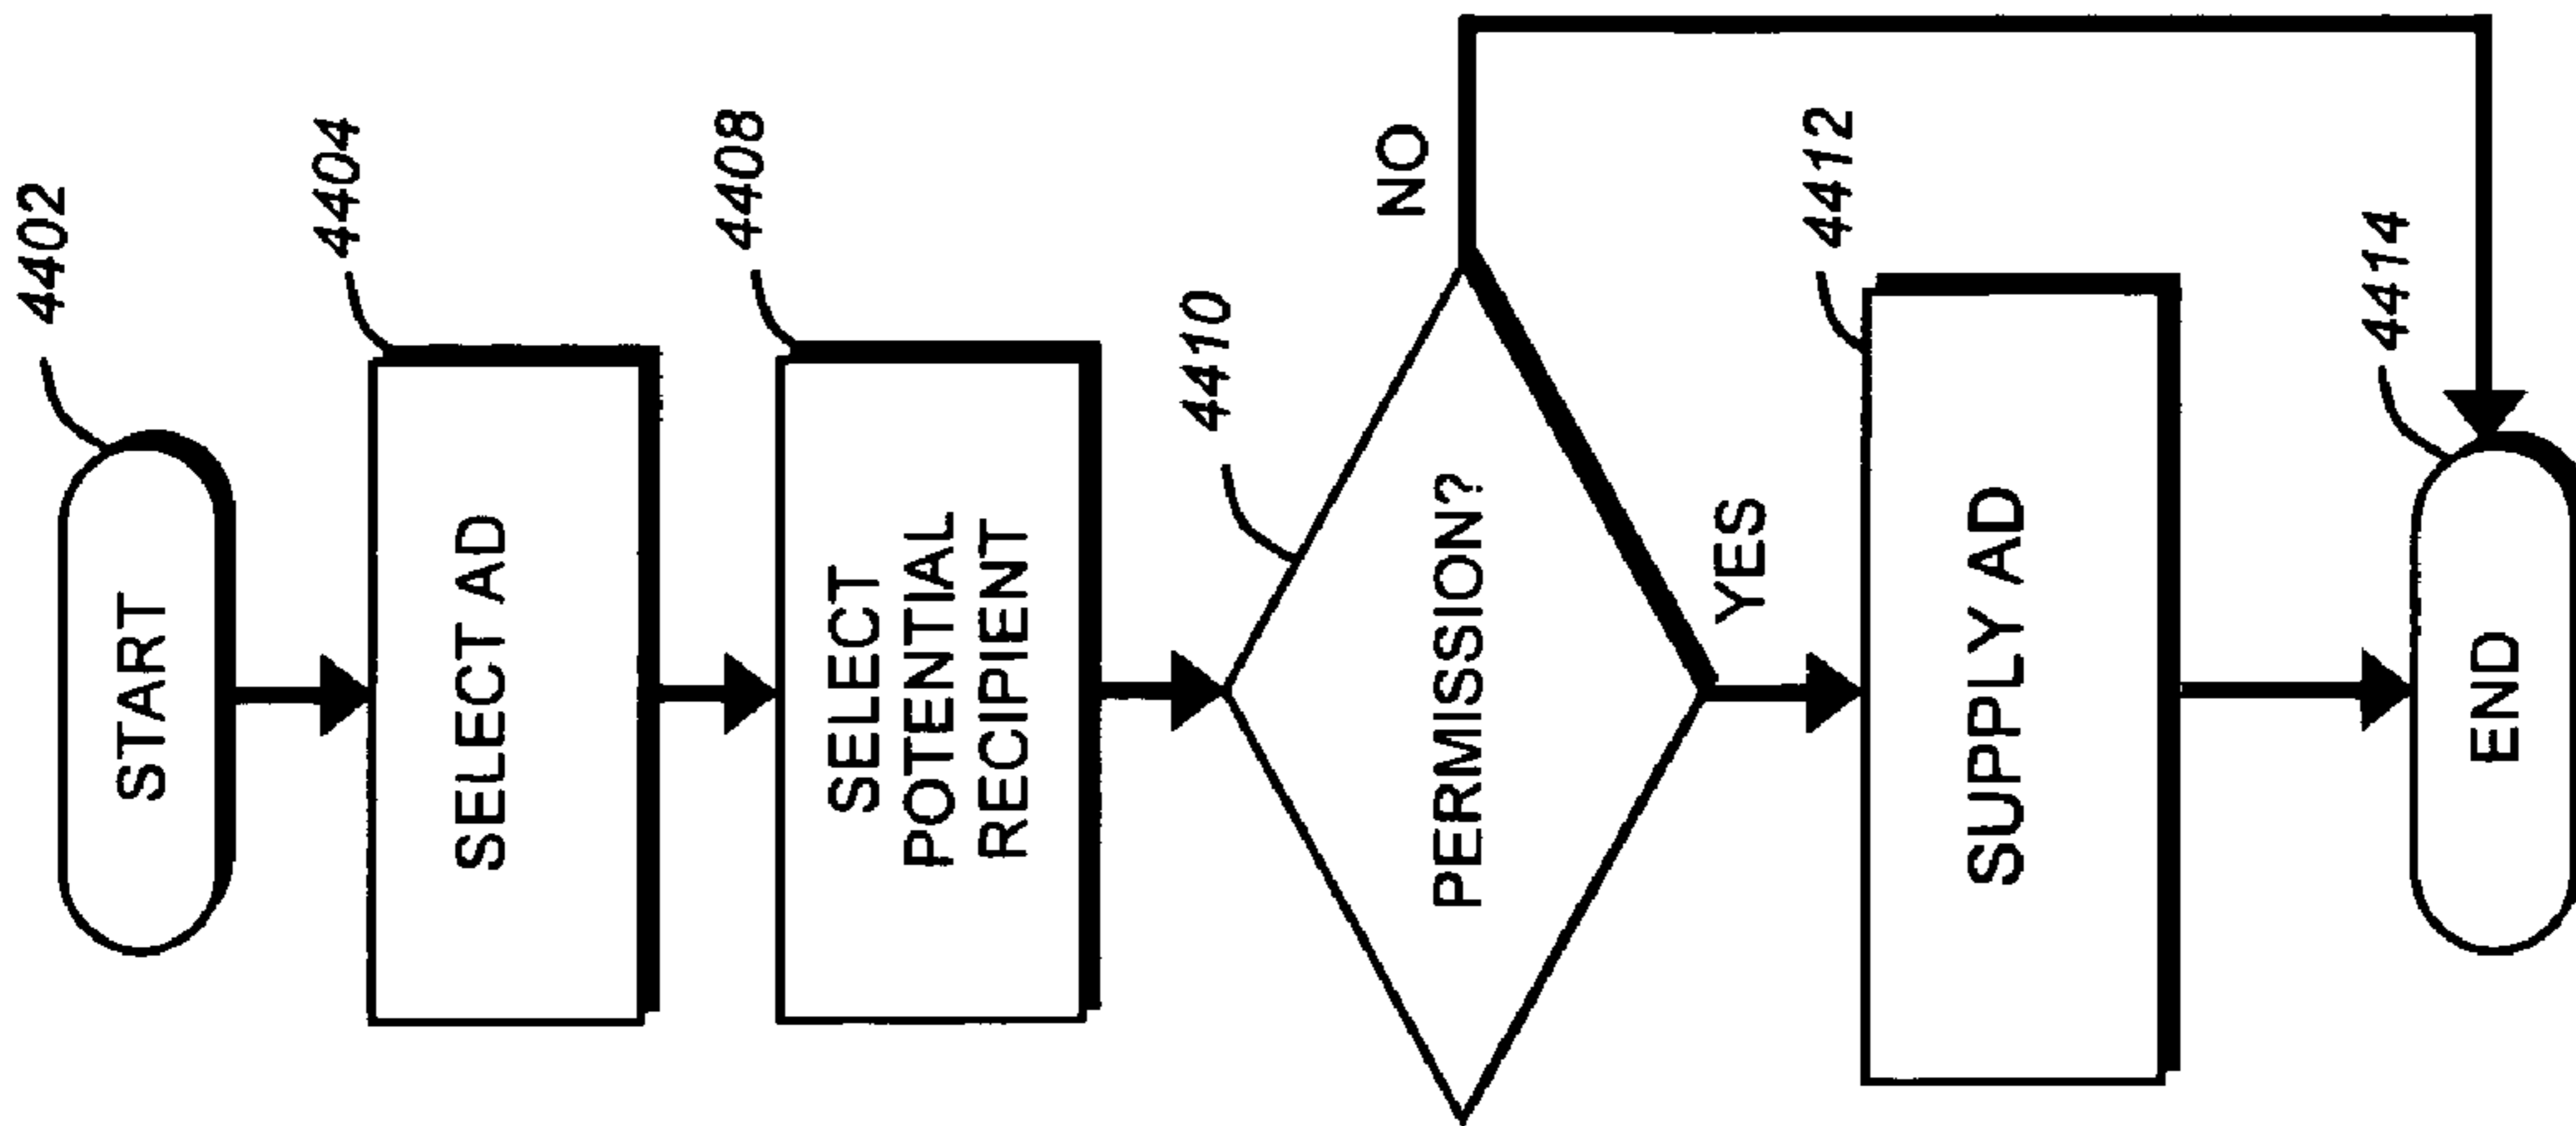 4402
START
4404
SELECT AD
4408
SELECT
POTENTIAL
RECIPIENT
4410
PERMISSION?
NO
YES
4412
SUPPLY AD
4414
END